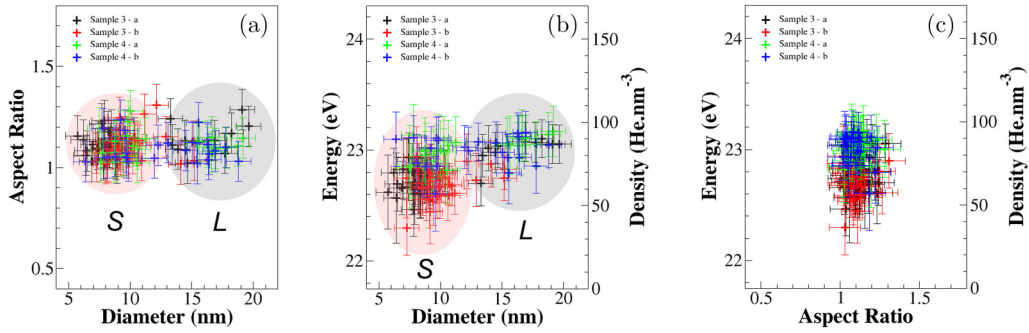 (a)
Sample 3 - a
Sample 3 - b
Sample 4 - a
Sample 4 - b
1.5
1
0.5
Aspect Ratio
S
L
5
10
15
20
Diameter (nm)
(b)
Sample 3 - a
Sample 3 - b
Sample 4 - a
Sample 4 - b
24
23
22
Energy (eV)
150
100
50
0
Density (He.nm-3)
S
L
5
10
15
20
Diameter (nm)
(c)
Sample 3 - a
Sample 3 - b
Sample 4 - a
Sample 4 - b
24
23
22
Energy (eV)
150
100
50
0
Density (He.nm-3)
0.5
1
1.5
Aspect Ratio